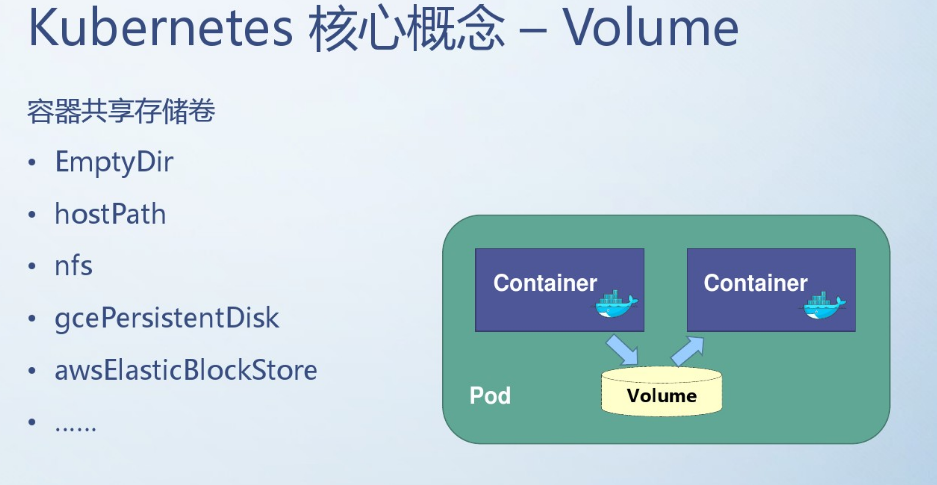 Kubernetes 核心概念 – Volume
容器共享存储卷
• EmptyDir
• hostPath
• nfs
• gcePersistentDisk
• awsElasticBlockStore
• ......
Container
Container
Pod
Volume